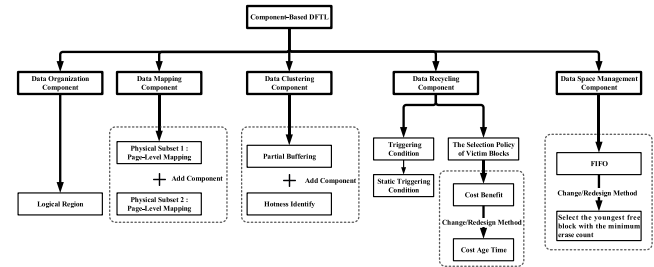 Component-Based DFTL
Data Organization
Component
Data Mapping
Component
Data Clustering
Component
Data Recycling
Component
Data Space Management
Component
Logical Region
Physical Subset 1 :
Page-Level Mapping
+ Add Component
Physical Subset 2 :
Page-Level Mapping
Partial Buffering
+ Add Component
Hotness Identify
Triggering
Condition
Static Triggering
Condition
The Selection Policy
of Victim Blocks
Cost Benefit
Change/Redesign Method
Cost Age Time
FIFO
Change/Redesign Method
Select the youngest free
block with the minimum
erase count